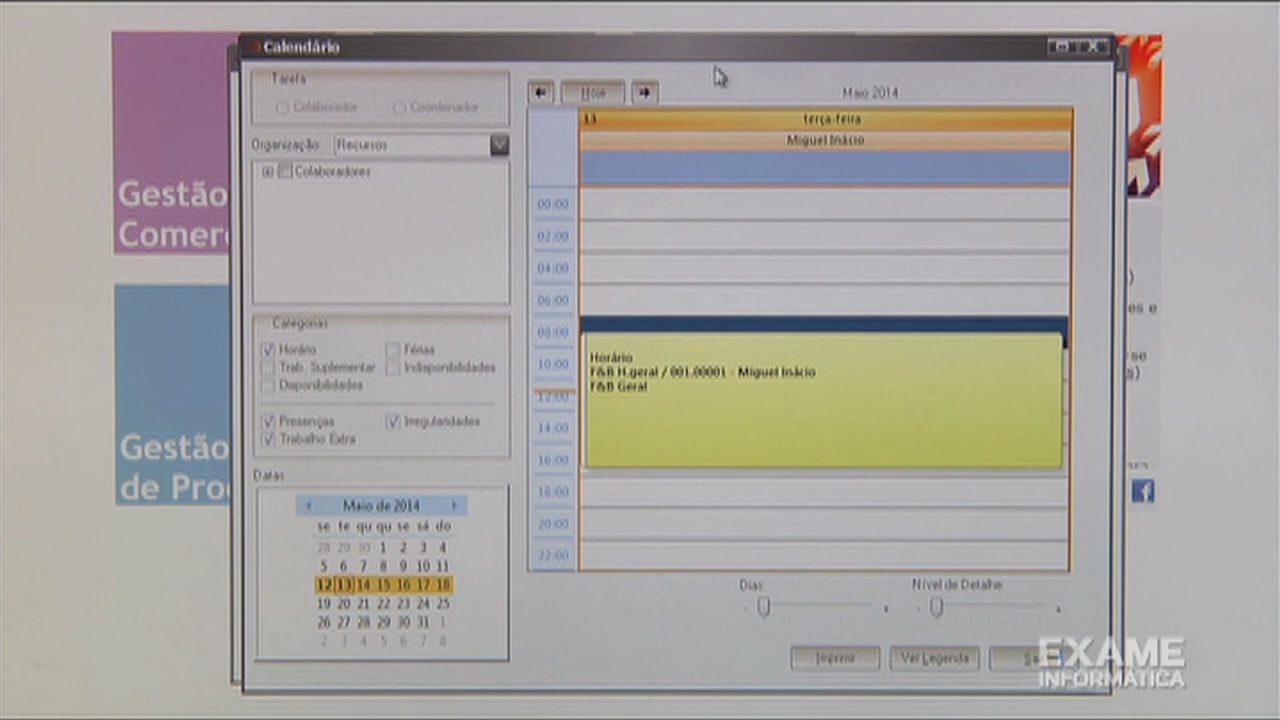 Calendário
Tarefa
Colaborador
Coordenador
Organização
Recursos
Colaboradores
Categorias
Horário
Férias
Trab. Suplementar
Indisponibilidades
Disponibilidades
Presenças
Irregularidades
Trabalho Extra
Datas
Maio de 2014
se te qu qu se sá do
28 29 30 1 2 3 4
5 6 7 8 9 10 11
12 13 14 15 16 17 18
19 20 21 22 23 24 25
26 27 28 29 30 31 1
2 3 4 5 6 7 8
Hoje
Maio 2014
13
terça-feira
Miguel Inácio
00:00
02:00
04:00
06:00
08:00
10:00
12:00
14:00
16:00
18:00
20:00
22:00
Horário
F&B H.geral / 001.00001 - Miguel Inácio
F&B Geral
Dias:
Nível de Detalhe:
Imprimir
Ver Legenda
Gestão
Comer
Gestão
de Pro
es e
EXAME
INFORMÁTICA